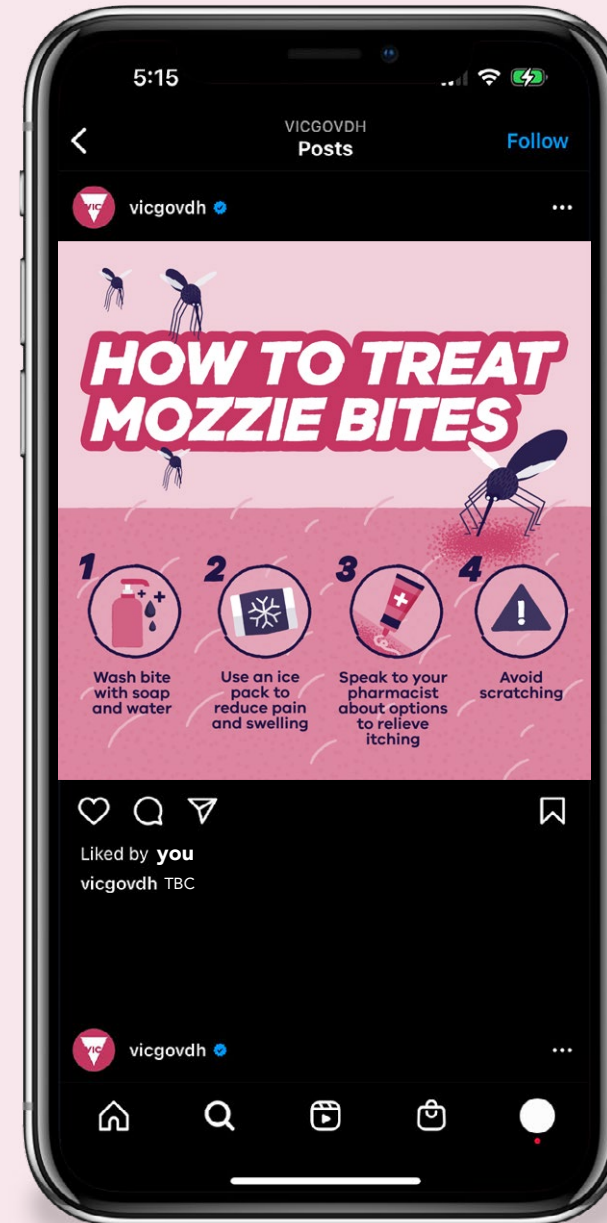 5:15
VICGOVDH
Posts
Follow
VIC
vicgovdh
HOW TO TREAT
MOZZIE BITES
1
Wash bite
with soap
and water
2
Use an ice
pack to
reduce pain
and swelling
3
Speak to your
pharmacist
about options
to relieve
itching
4
Avoid
scratching
Liked by you
vicgovdh TBC
VIC
vicgovdh